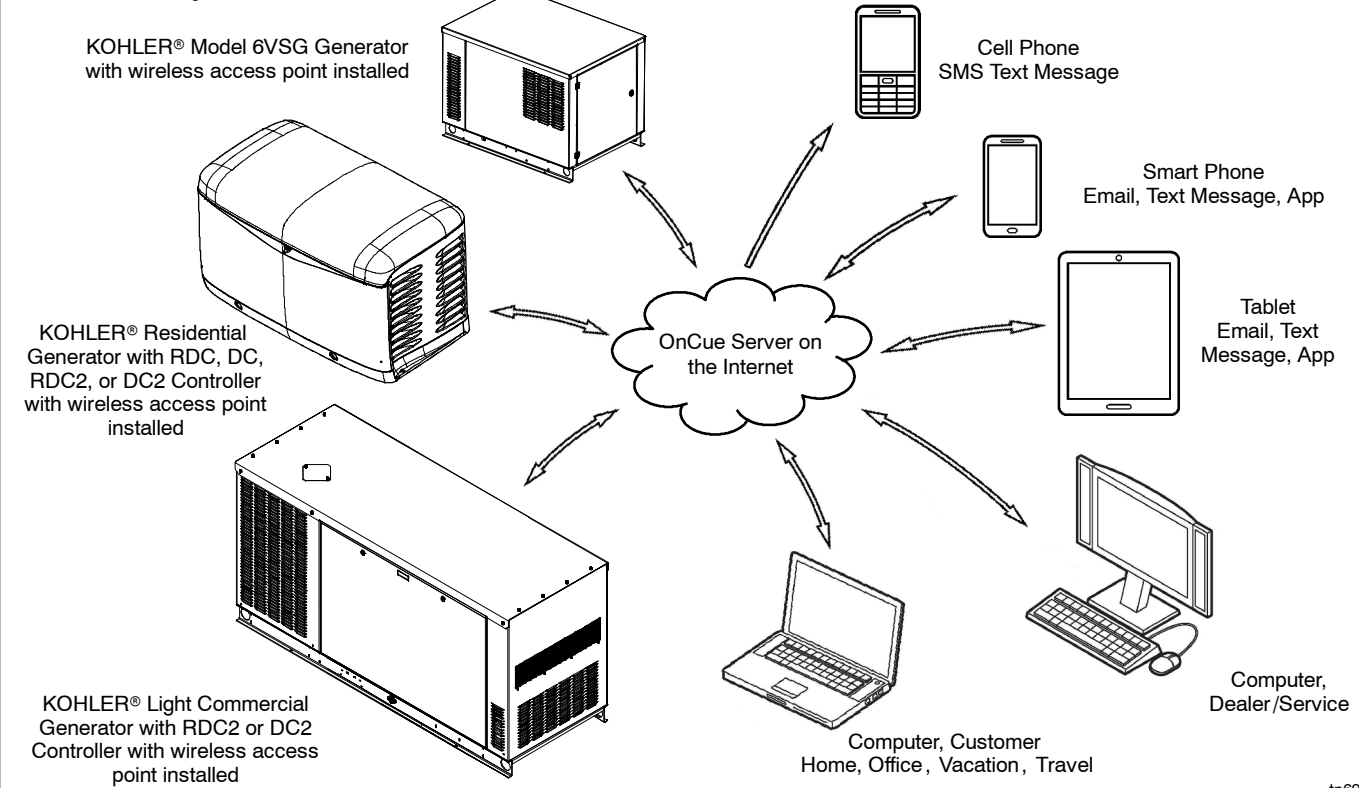 KOHLER® Model 6VSG Generator
with wireless access point installed
Cell Phone
SMS Text Message
Smart Phone
Email, Text Message, App
Tablet
Email, Text
Message, App
OnCue Server on
the Internet
KOHLER® Residential
Generator with RDC, DC,
RDC2, or DC2 Controller
with wireless access point
installed
KOHLER® Light Commercial
Generator with RDC2 or DC2
Controller with wireless access
point installed
Computer, Customer
Home, Office, Vacation, Travel
Computer,
Dealer/Service